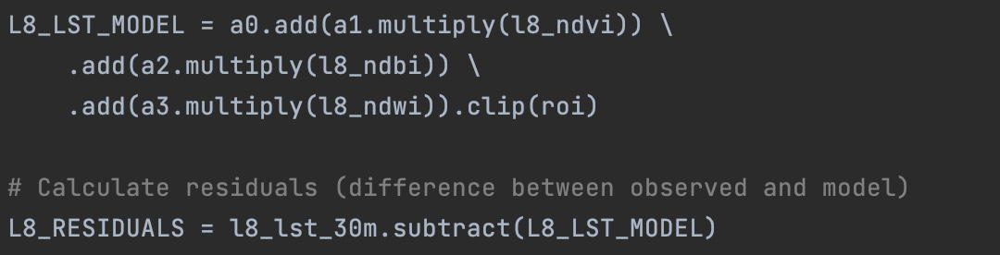 L8_LST_MODEL = a0.add(a1.multiply(l8_ndvi)) \
    .add(a2.multiply(l8_ndbi)) \
    .add(a3.multiply(l8_ndwi)).clip(roi)

# Calculate residuals (difference between observed and model)
L8_RESIDUALS = l8_lst_30m.subtract(L8_LST_MODEL)